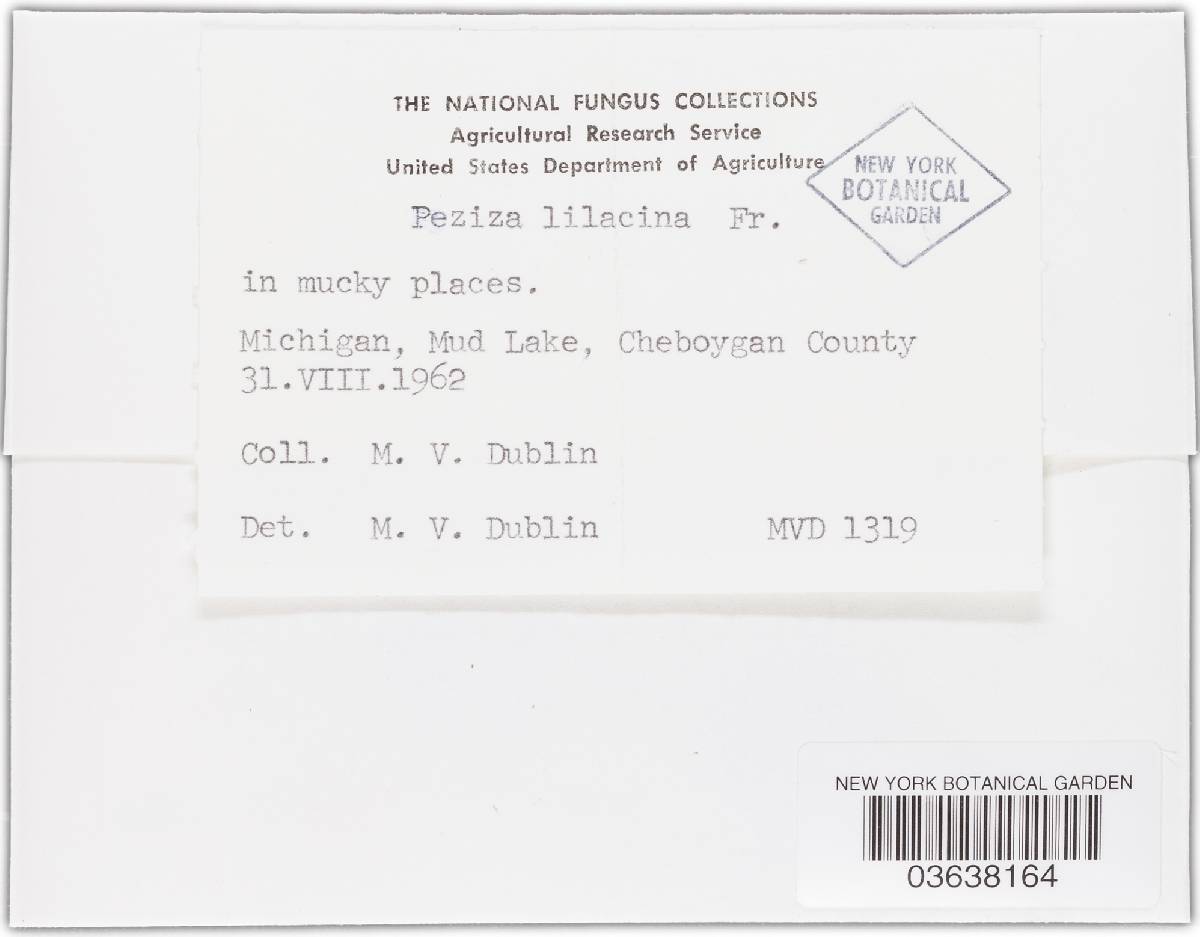 THE NATIONAL FUNGUS COLLECTIONS
Agricultural Research Service
United States Department of Agriculture
NEW YORK
BOTANICAL
GARDEN
Peziza lilacina Fr.
in mucky places.
Michigan, Mud Lake, Cheboygan County
31.VIII.1962
Coll. M. V. Dublin
Det. M. V. Dublin MVD 1319
NEW YORK BOTANICAL GARDEN
03638164